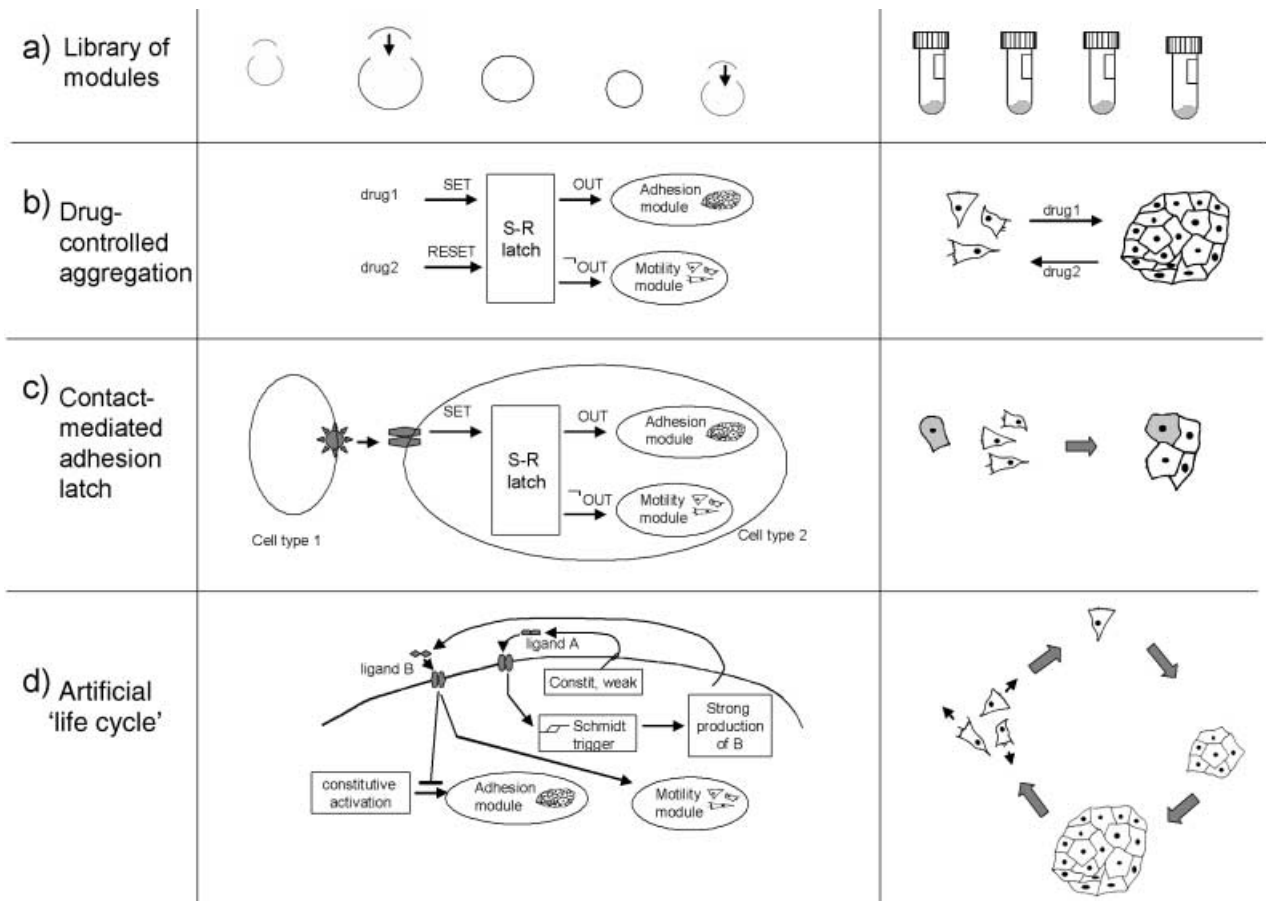 a) Library of
modules
b) Drug-
controlled
aggregation
drug1
SET
OUT
Adhesion
module
S-R
latch
drug2
RESET
¬OUT
Motility
module
drug1
drug2
c) Contact-
mediated
adhesion
latch
SET
OUT
Adhesion
module
S-R
latch
¬OUT
Motility
module
Cell type 1
Cell type 2
d) Artificial
‘life cycle’
ligand B
ligand A
Constit, weak
Schmidt
trigger
Strong
production
of B
constitutive
activation
Adhesion
module
Motility
module